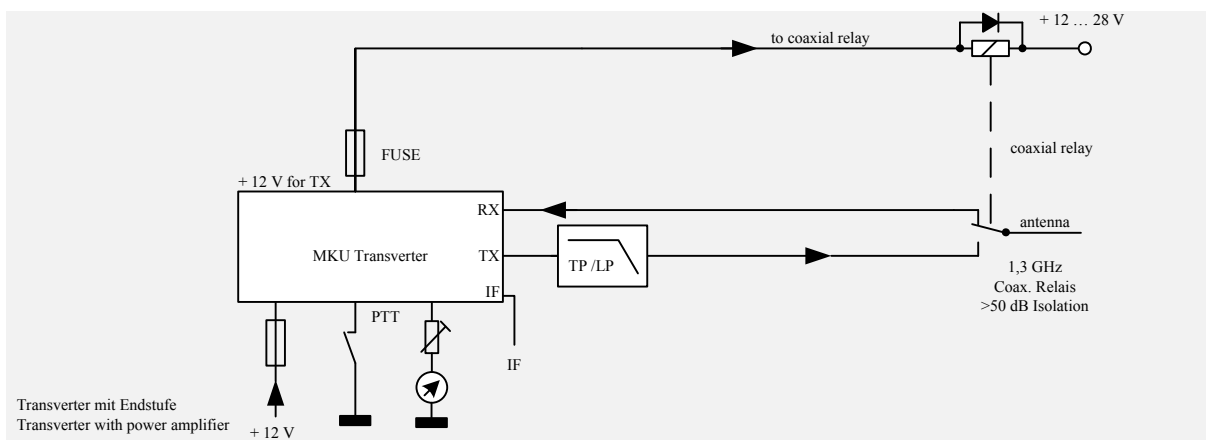 + 12 ... 28 V
to coaxial relay
coaxial relay
FUSE
+ 12 V for TX
RX
antenna
MKU Transverter
TX
TP /LP
1,3 GHz
Coax. Relais
>50 dB Isolation
IF
PTT
IF
Transverter mit Endstufe
Transverter with power amplifier
+ 12 V